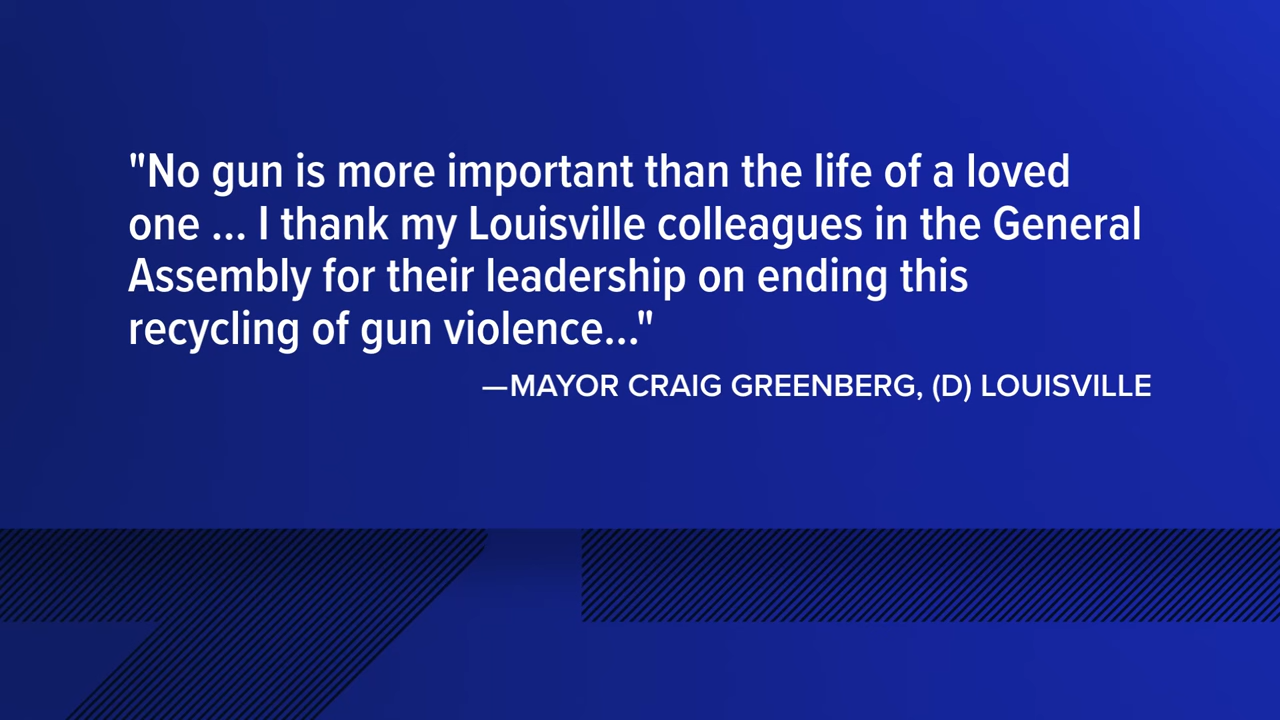 "No gun is more important than the life of a loved
one ... I thank my Louisville colleagues in the General
Assembly for their leadership on ending this
recycling of gun violence..."
—MAYOR CRAIG GREENBERG, (D) LOUISVILLE